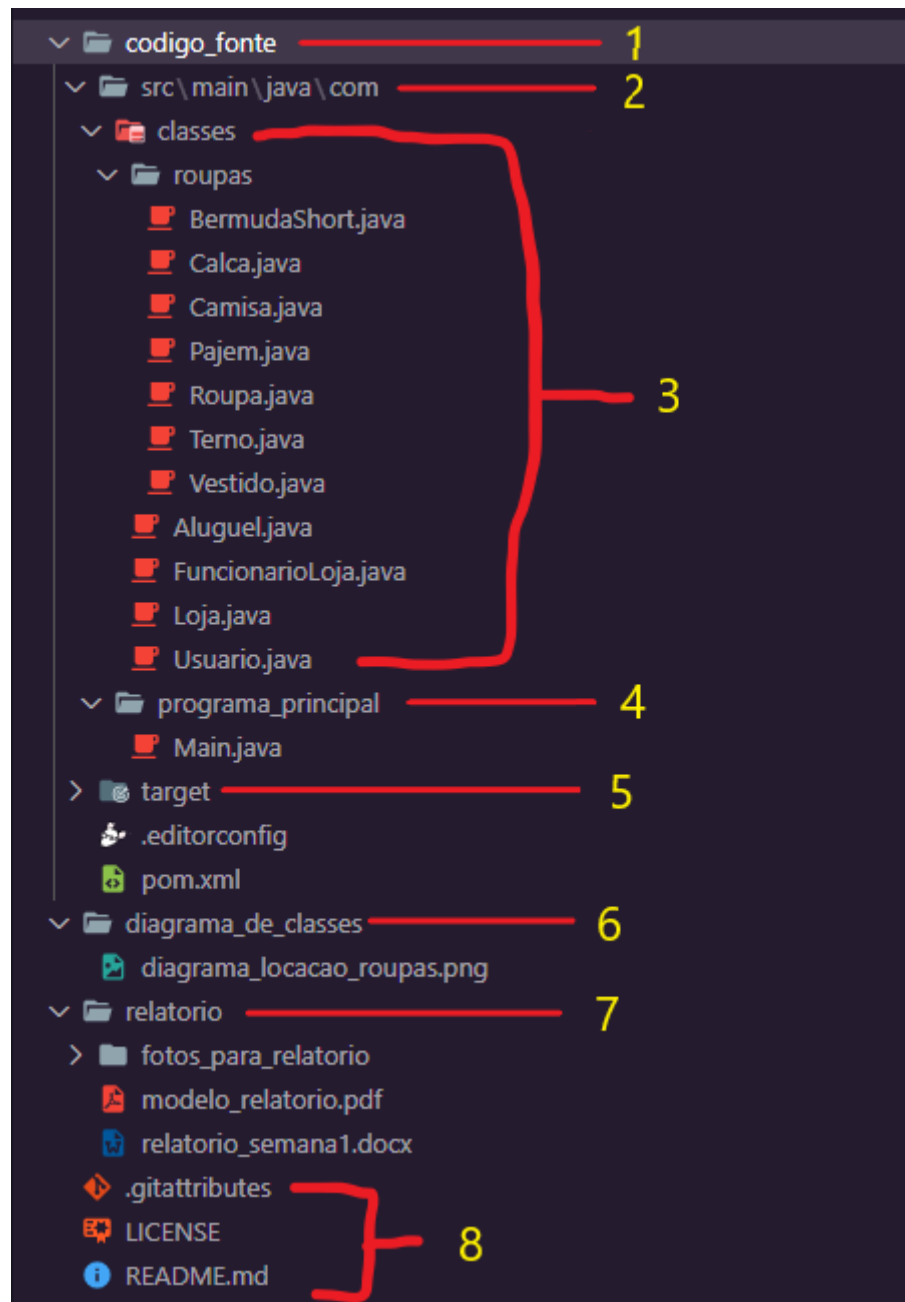 codigo_fonte 1
src\main\java\com 2
classes
roupas
BermudaShort.java
Calca.java
Camisa.java
Pajem.java
Roupa.java 3
Terno.java
Vestido.java
Aluguel.java
FuncionarioLoja.java
Loja.java
Usuario.java
programa_principal 4
Main.java
target 5
.editorconfig
pom.xml
diagrama_de_classes 6
diagrama_locacao_roupas.png
relatorio 7
fotos_para_relatorio
modelo_relatorio.pdf
relatorio_semana1.docx
.gitattributes
LICENSE 8
README.md